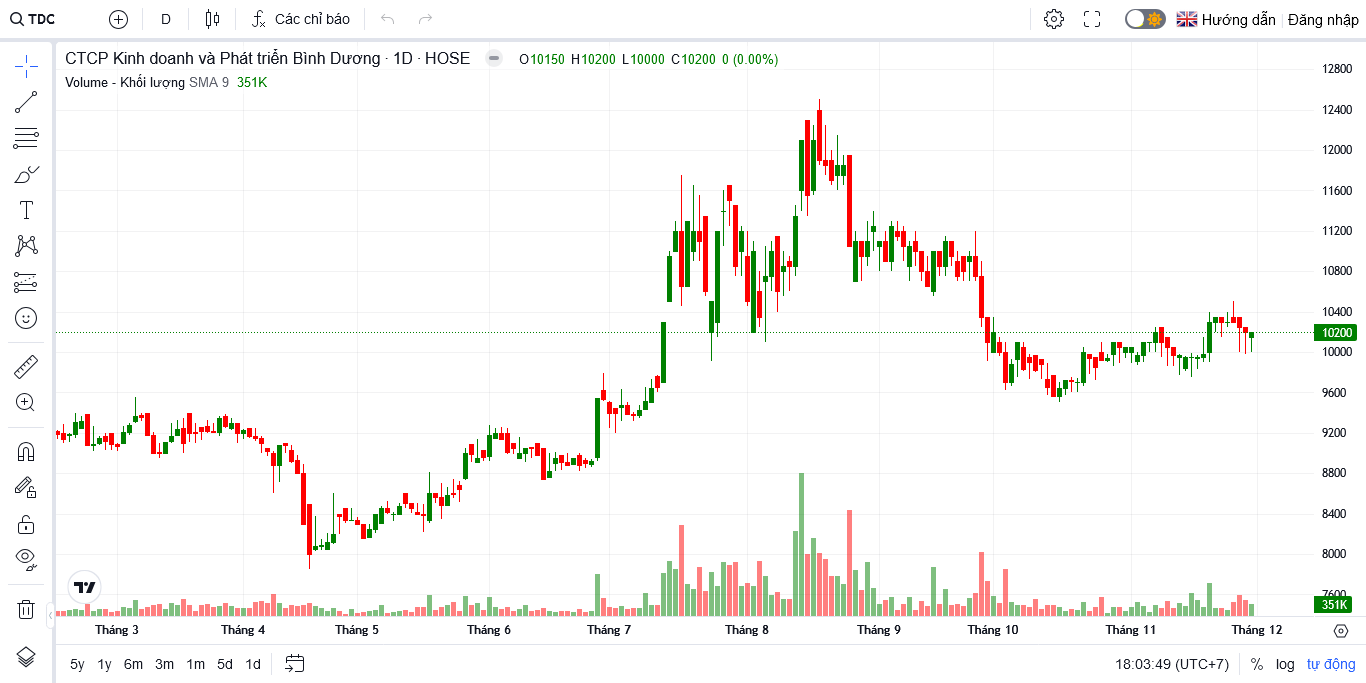 TDC D Các chỉ báo Hướng dẫn Đăng nhập
CTCP Kinh doanh và Phát triển Bình Dương · 1D · HOSE O10150 H10200 L10000 C10200 0 (0.00%)
Volume - Khối lượng SMA 9 351K
12800
12400
12000
11600
11200
10800
10400
10200
10000
9600
9200
8800
8400
8000
7600
351K
Tháng 3 Tháng 4 Tháng 5 Tháng 6 Tháng 7 Tháng 8 Tháng 9 Tháng 10 Tháng 11 Tháng 12
5y 1y 6m 3m 1m 5d 1d 18:03:49 (UTC+7) % log tự động